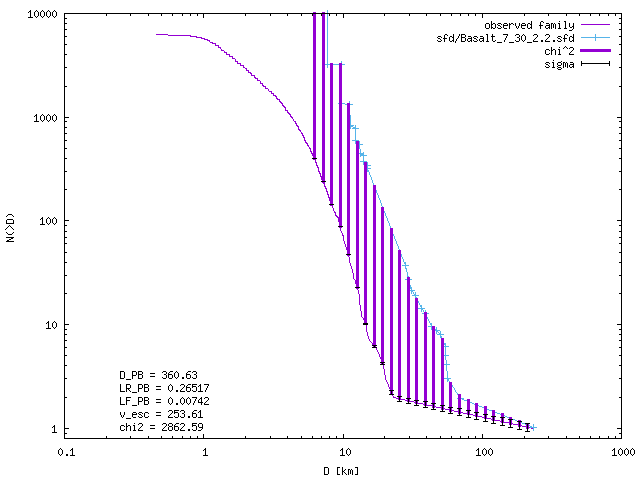 10000
1000
100
10
1
N(>D)
observed family
sfd/Basalt_7_30_2.2.sfd
chi^2
sigma
D_PB = 360.63
LR_PB = 0.26517
LF_PB = 0.00742
v_esc = 253.61
chi2 = 2862.59
0.1 1 10 100 1000
D [km]